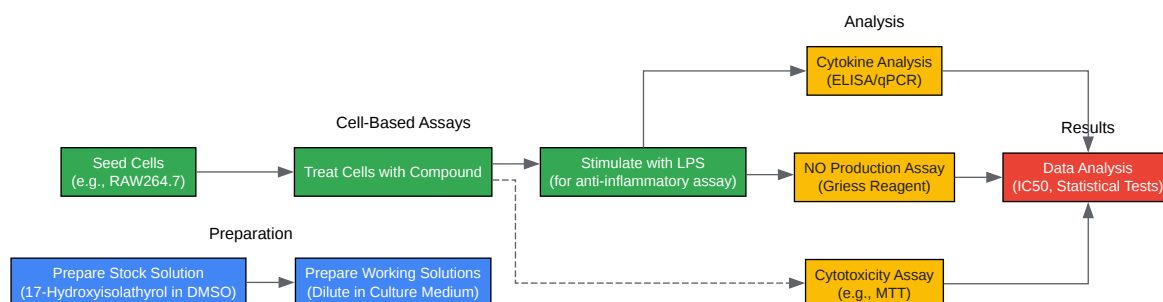 Analysis
Cytokine Analysis
(ELISA/qPCR)
Cell-Based Assays
Results
Seed Cells
(e.g., RAW264.7)
Treat Cells with Compound
Stimulate with LPS
(for anti-inflammatory assay)
NO Production Assay
(Griess Reagent)
Data Analysis
(IC50, Statistical Tests)
Preparation
Prepare Stock Solution
(17-Hydroxyisolathyrol in DMSO)
Prepare Working Solutions
(Dilute in Culture Medium)
Cytotoxicity Assay
(e.g., MTT)